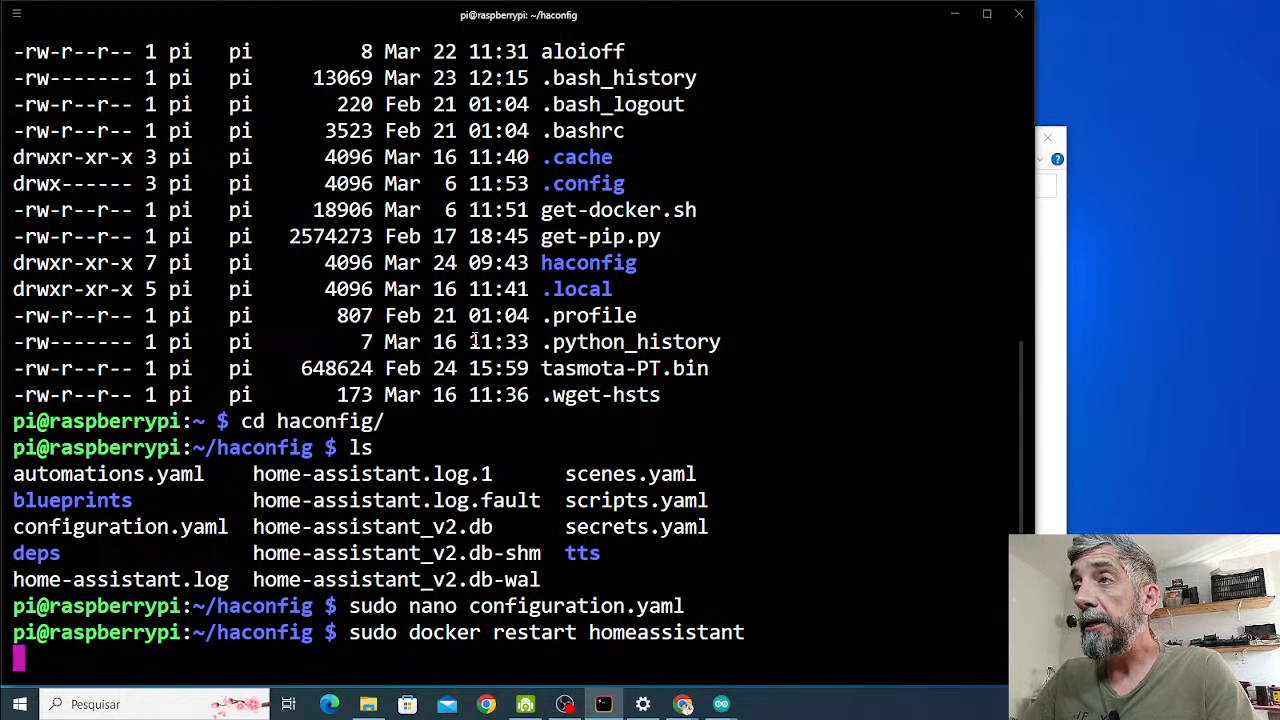 pi@raspberrypi: ~/haconfig
-rw-r--r-- 1 pi pi 8 Mar 22 11:31 aloioff
-rw------- 1 pi pi 13069 Mar 23 12:15 .bash_history
-rw-r--r-- 1 pi pi 220 Feb 21 01:04 .bash_logout
-rw-r--r-- 1 pi pi 3523 Feb 21 01:04 .bashrc
drwxr-xr-x 3 pi pi 4096 Mar 16 11:40 .cache
drwx------ 3 pi pi 4096 Mar 6 11:53 .config
-rw-r--r-- 1 pi pi 18906 Mar 6 11:51 get-docker.sh
-rw-r--r-- 1 pi pi 2574273 Feb 17 18:45 get-pip.py
drwxr-xr-x 7 pi pi 4096 Mar 24 09:43 haconfig
drwxr-xr-x 5 pi pi 4096 Mar 16 11:41 .local
-rw-r--r-- 1 pi pi 807 Feb 21 01:04 .profile
-rw------- 1 pi pi 7 Mar 16 11:33 .python_history
-rw-r--r-- 1 pi pi 648624 Feb 24 15:59 tasmota-PT.bin
-rw-r--r-- 1 pi pi 173 Mar 16 11:36 .wget-hsts
pi@raspberrypi:~ $ cd haconfig/
pi@raspberrypi:~/haconfig $ ls
automations.yaml home-assistant.log.1 scenes.yaml
blueprints home-assistant.log.fault scripts.yaml
configuration.yaml home-assistant_v2.db secrets.yaml
deps home-assistant_v2.db-shm tts
home-assistant.log home-assistant_v2.db-wal
pi@raspberrypi:~/haconfig $ sudo nano configuration.yaml
pi@raspberrypi:~/haconfig $ sudo docker restart homeassistant
Pesquisar